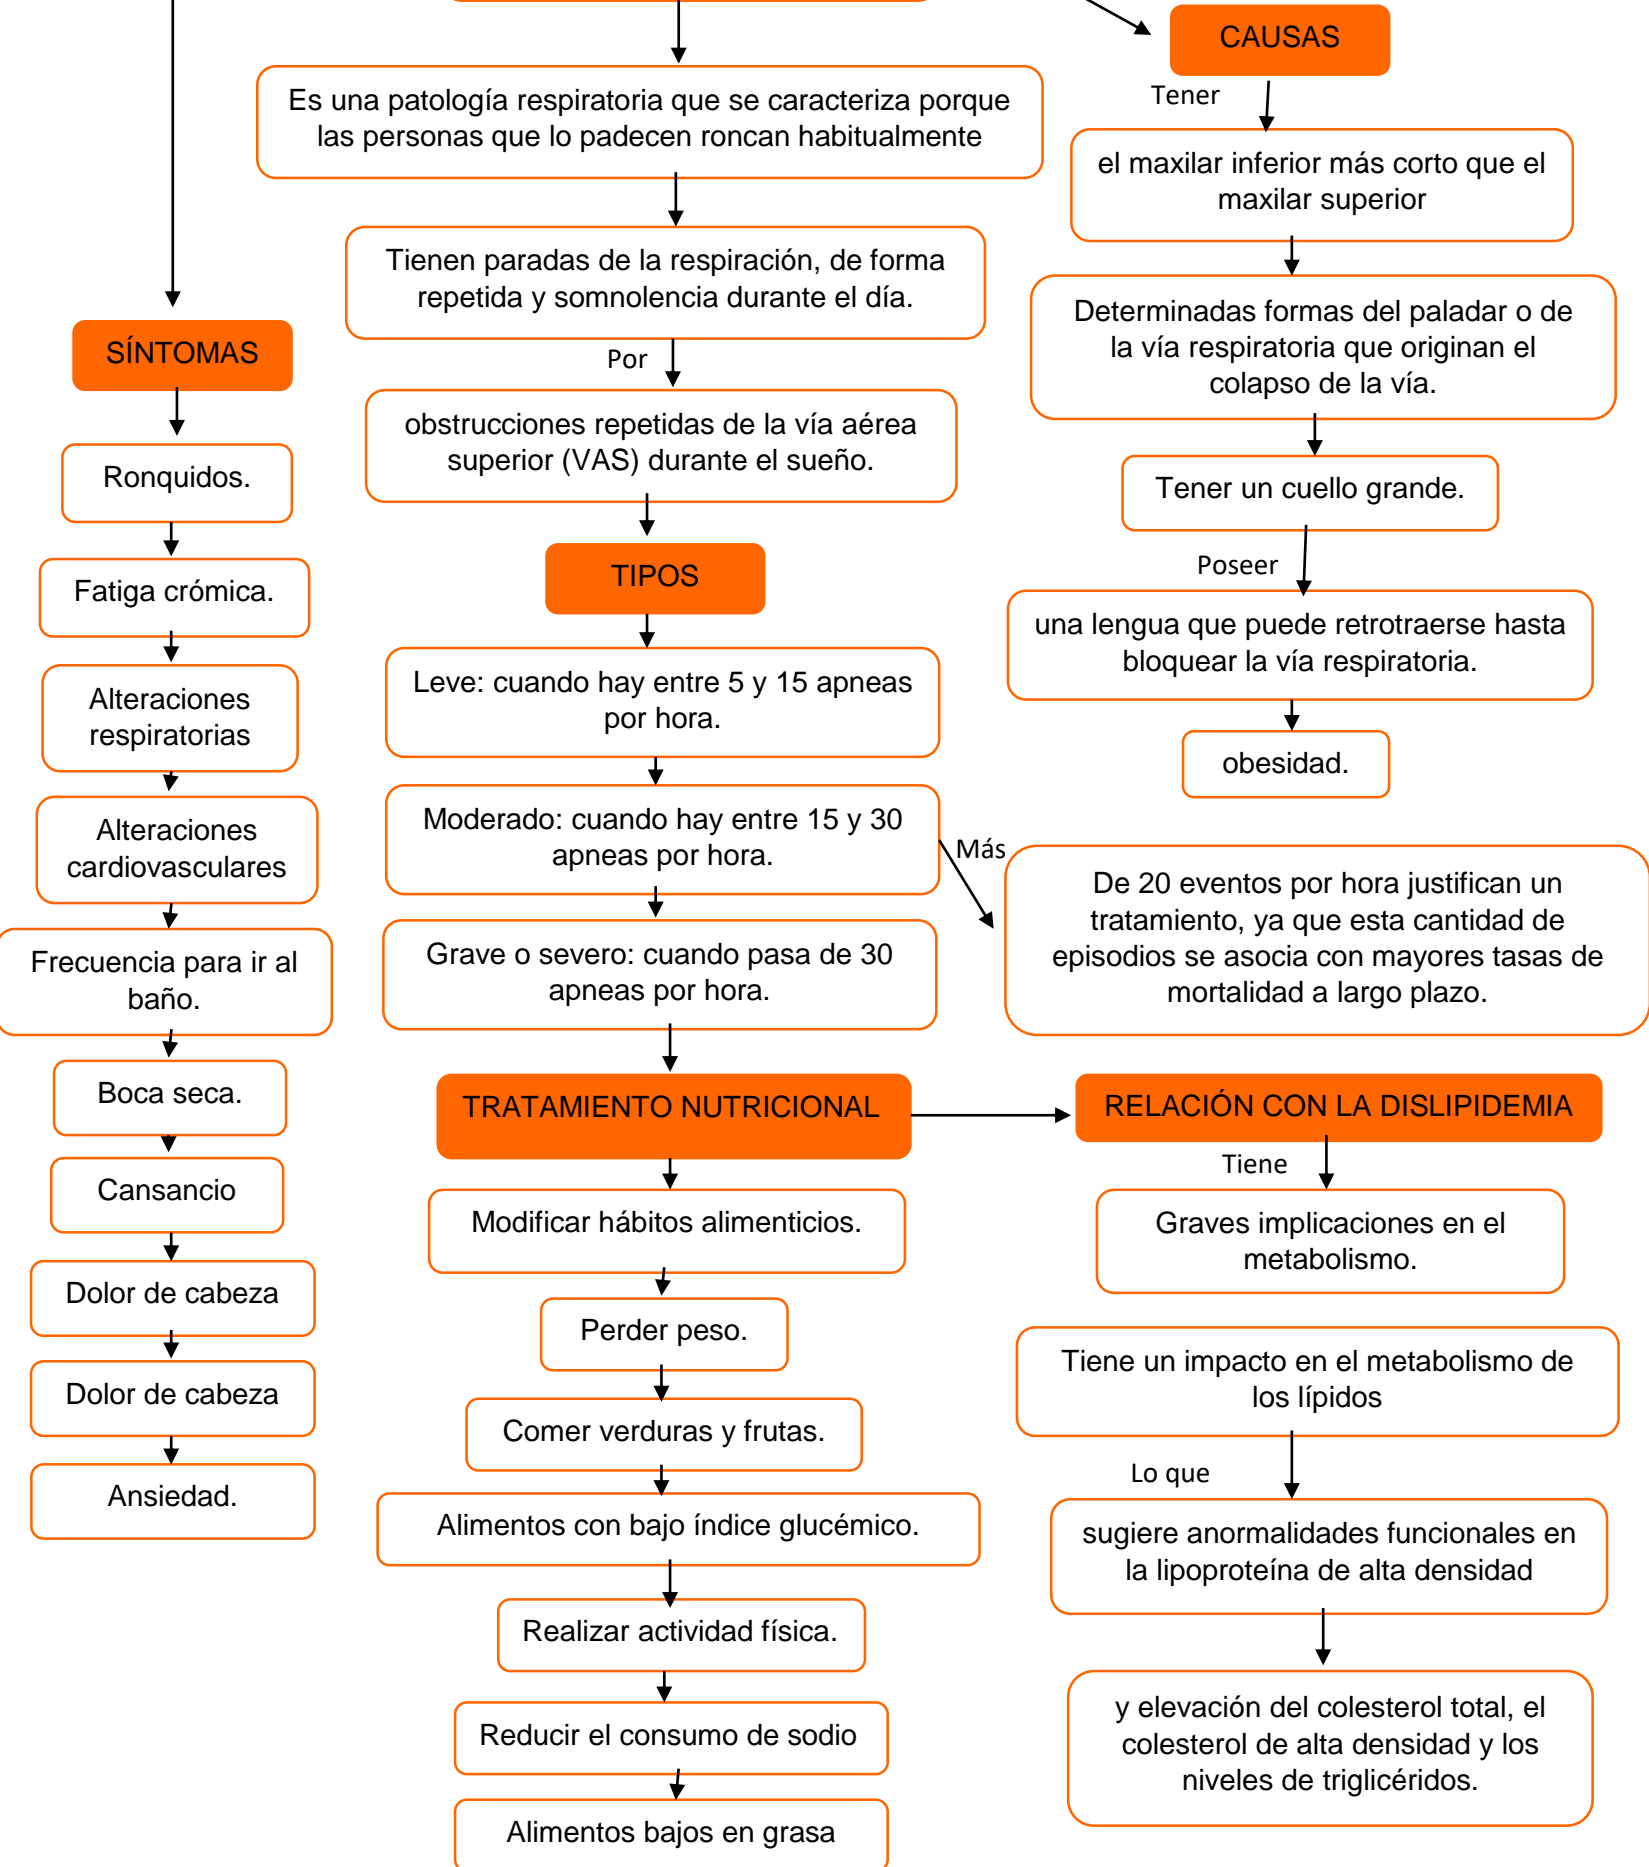 CAUSAS
Tener
el maxilar inferior más corto que el
maxilar superior
Determinadas formas del paladar o de
la vía respiratoria que originan el
colapso de la vía.
Tener un cuello grande.
Poseer
una lengua que puede retrotraerse hasta
bloquear la vía respiratoria.
obesidad.
Es una patología respiratoria que se caracteriza porque
las personas que lo padecen roncan habitualmente
Tienen paradas de la respiración, de forma
repetida y somnolencia durante el día.
Por
obstrucciones repetidas de la vía aérea
superior (VAS) durante el sueño.
TIPOS
Leve: cuando hay entre 5 y 15 apneas
por hora.
Moderado: cuando hay entre 15 y 30
apneas por hora.
Más
De 20 eventos por hora justifican un
tratamiento, ya que esta cantidad de
episodios se asocia con mayores tasas de
mortalidad a largo plazo.
Grave o severo: cuando pasa de 30
apneas por hora.
SÍNTOMAS
Ronquidos.
Fatiga crómica.
Alteraciones
respiratorias
Alteraciones
cardiovasculares
Frecuencia para ir al
baño.
Boca seca.
Cansancio
Dolor de cabeza
Dolor de cabeza
Ansiedad.
TRATAMIENTO NUTRICIONAL
Modificar hábitos alimenticios.
Perder peso.
Comer verduras y frutas.
Alimentos con bajo índice glucémico.
Realizar actividad física.
Reducir el consumo de sodio
Alimentos bajos en grasa
RELACIÓN CON LA DISLIPIDEMIA
Tiene
Graves implicaciones en el
metabolismo.
Tiene un impacto en el metabolismo de
los lípidos
Lo que
sugiere anormalidades funcionales en
la lipoproteína de alta densidad
y elevación del colesterol total, el
colesterol de alta densidad y los
niveles de triglicéridos.